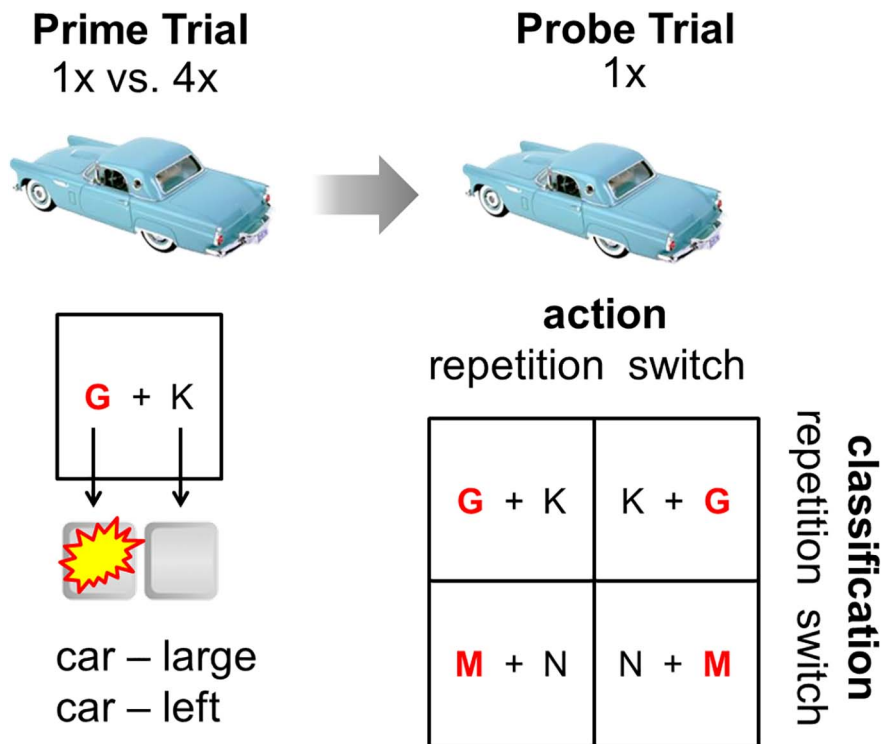 Prime Trial
1x vs. 4x
Probe Trial
1x
G + K
car – large
car – left
action
repetition switch
G + K
K + G
M + N
N + M
classification
repetition switch